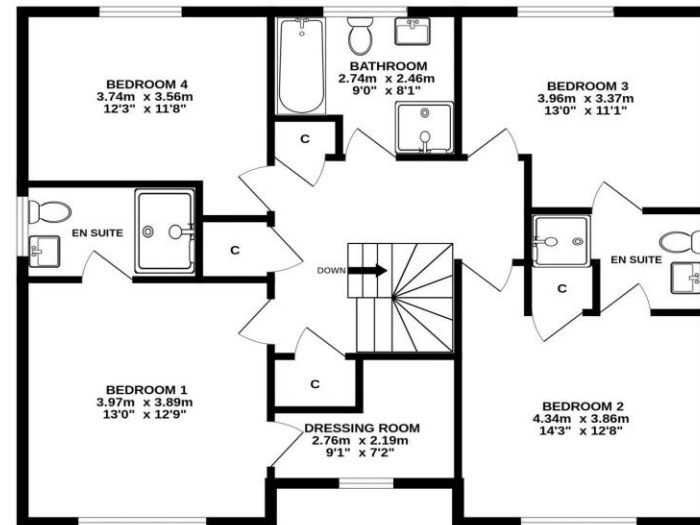 BEDROOM 4
3.74m x 3.56m
12'3" x 11'8"
BATHROOM
2.74m x 2.46m
9'0" x 8'1"
BEDROOM 3
3.96m x 3.37m
13'0" x 11'1"
C
EN SUITE
C
DOWN
EN SUITE
C
C
BEDROOM 1
3.97m x 3.89m
13'0" x 12'9"
DRESSING ROOM
2.76m x 2.19m
9'1" x 7'2"
BEDROOM 2
4.34m x 3.86m
14'3" x 12'8"